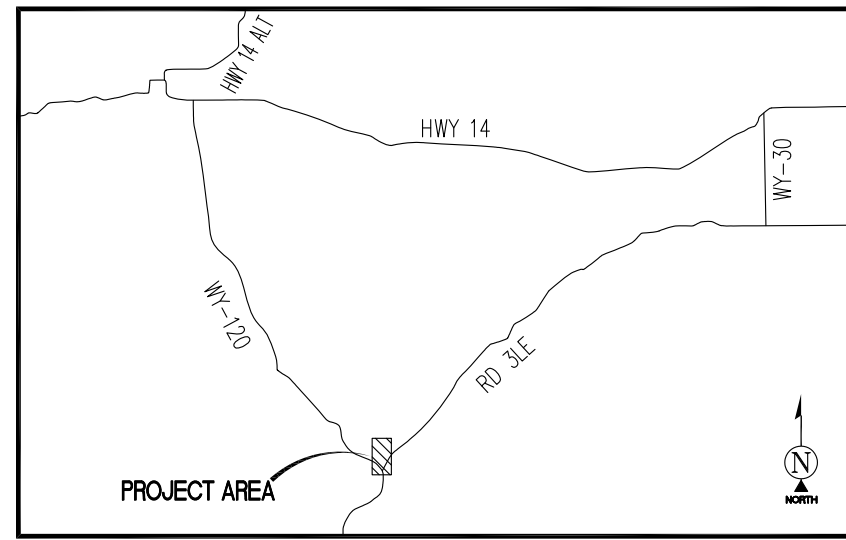 HWY 14 ALT
HWY 14
WY-30
WY-120
RD 3LE
PROJECT AREA
N
NORTH